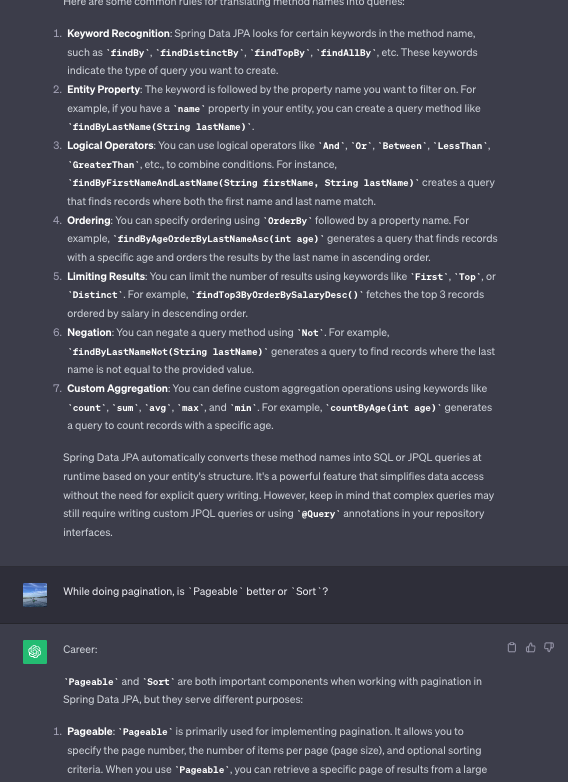 Here are some common rules for translating method names into queries:
1. Keyword Recognition: Spring Data JPA looks for certain keywords in the method name,
such as `findBy`, `findDistinctBy`, `findTopBy`, `findAllBy`, etc. These keywords
indicate the type of query you want to create.
2. Entity Property: The keyword is followed by the property name you want to filter on. For
example, if you have a `name` property in your entity, you can create a query method like
`findByLastName(String lastName)`.
3. Logical Operators: You can use logical operators like `And`, `Or`, `Between`, `LessThan`,
`GreaterThan`, etc., to combine conditions. For instance,
`findByFirstNameAndLastName(String firstName, String lastName)` creates a query
that finds records where both the first name and last name match.
4. Ordering: You can specify ordering using `OrderBy` followed by a property name. For
example, `findByAgeOrderByLastNameAsc(int age)` generates a query that finds records
with a specific age and orders the results by the last name in ascending order.
5. Limiting Results: You can limit the number of results using keywords like `First`, `Top`, or
`Distinct`. For example, `findTop3ByOrderBySalaryDesc()` fetches the top 3 records
ordered by salary in descending order.
6. Negation: You can negate a query method using `Not`. For example,
`findByLastNameNot(String lastName)` generates a query to find records where the last
name is not equal to the provided value.
7. Custom Aggregation: You can define custom aggregation operations using keywords like
`count`, `sum`, `avg`, `max`, and `min`. For example, `countByAge(int age)` generates
a query to count records with a specific age.
Spring Data JPA automatically converts these method names into SQL or JPQL queries at
runtime based on your entity's structure. It's a powerful feature that simplifies data access
without the need for explicit query writing. However, keep in mind that complex queries may
still require writing custom JPQL queries or using `@Query` annotations in your repository
interfaces.
While doing pagination, is `Pageable` better or `Sort`?
Career:
`Pageable` and `Sort` are both important components when working with pagination in
Spring Data JPA, but they serve different purposes:
1. Pageable: `Pageable` is primarily used for implementing pagination. It allows you to
specify the page number, the number of items per page (page size), and optional sorting
criteria. When you use `Pageable`, you can retrieve a specific page of results from a large